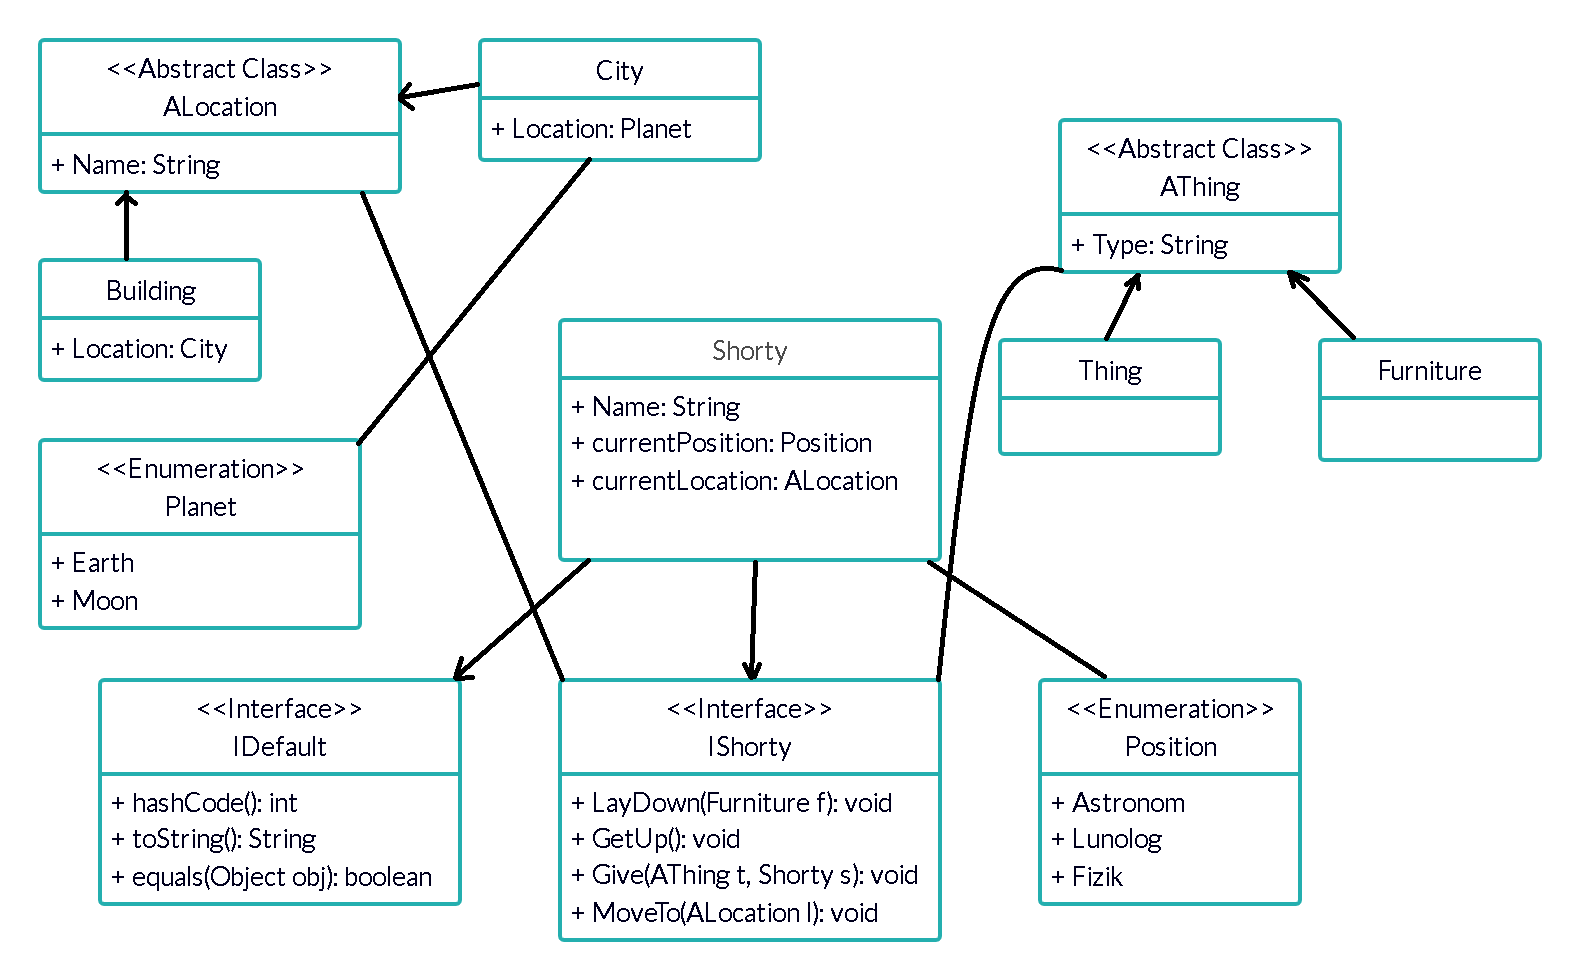 <<Abstract Class>>
ALocation
+ Name: String
City
+ Location: Planet
<<Abstract Class>>
AThing
+ Type: String
Building
+ Location: City
Shorty
+ Name: String
+ currentPosition: Position
+ currentLocation: ALocation
Thing
Furniture
<<Enumeration>>
Planet
+ Earth
+ Moon
<<Interface>>
IDefault
+ hashCode(): int
+ toString(): String
+ equals(Object obj): boolean
<<Interface>>
IShorty
+ LayDown(Furniture f): void
+ GetUp(): void
+ Give(AThing t, Shorty s): void
+ MoveTo(ALocation l): void
<<Enumeration>>
Position
+ Astronom
+ Lunolog
+ Fizik